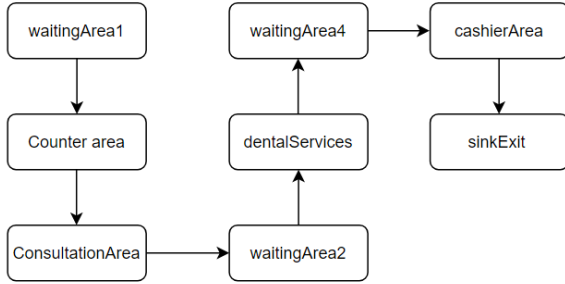 waitingArea1
Counter area
ConsultationArea
waitingArea2
dentalServices
waitingArea4
cashierArea
sinkExit